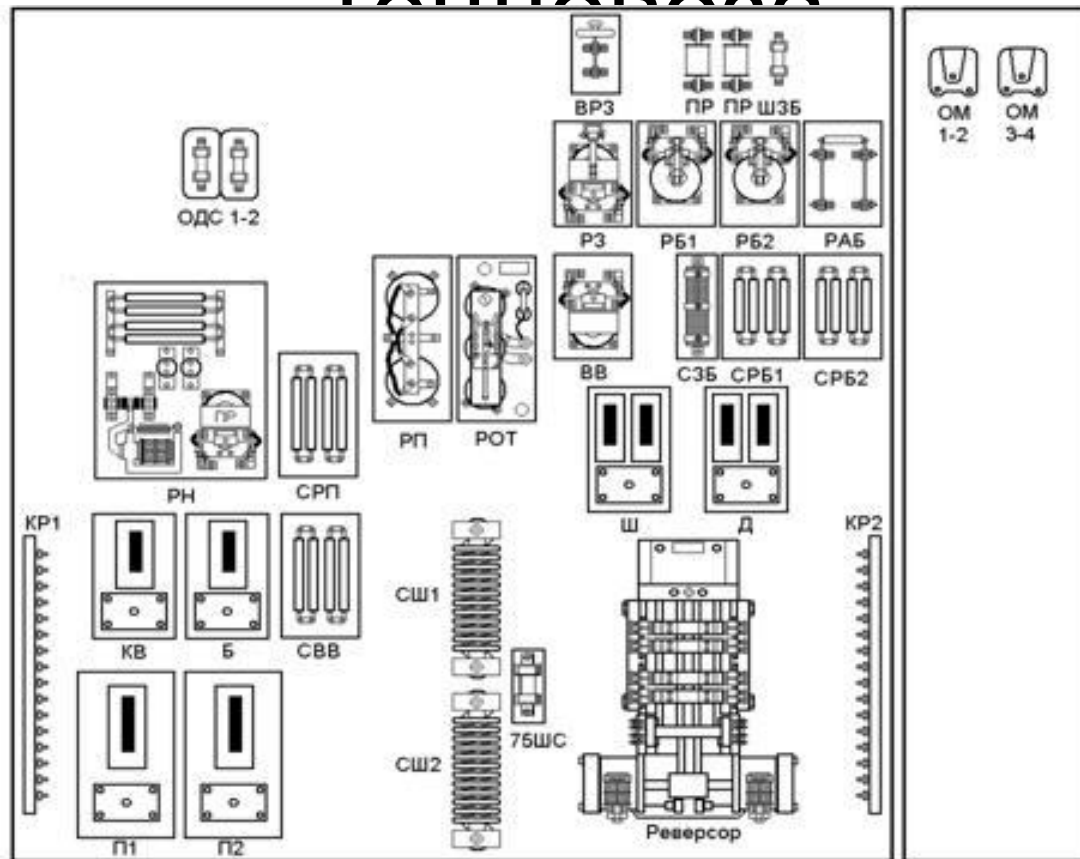 ВРЗ ПР ПР ШЗБ
ОМ ОМ
1-2 3-4
ОДС 1-2
РЗ РБ1 РБ2 РАБ
ПР
ВВ СЗБ СРБ1 СРБ2
РП РОТ
РН СРП
КР1 Ш Д КР2
СШ1
КВ Б СВВ
75ШС
СШ2
Реверсор
П1 П2